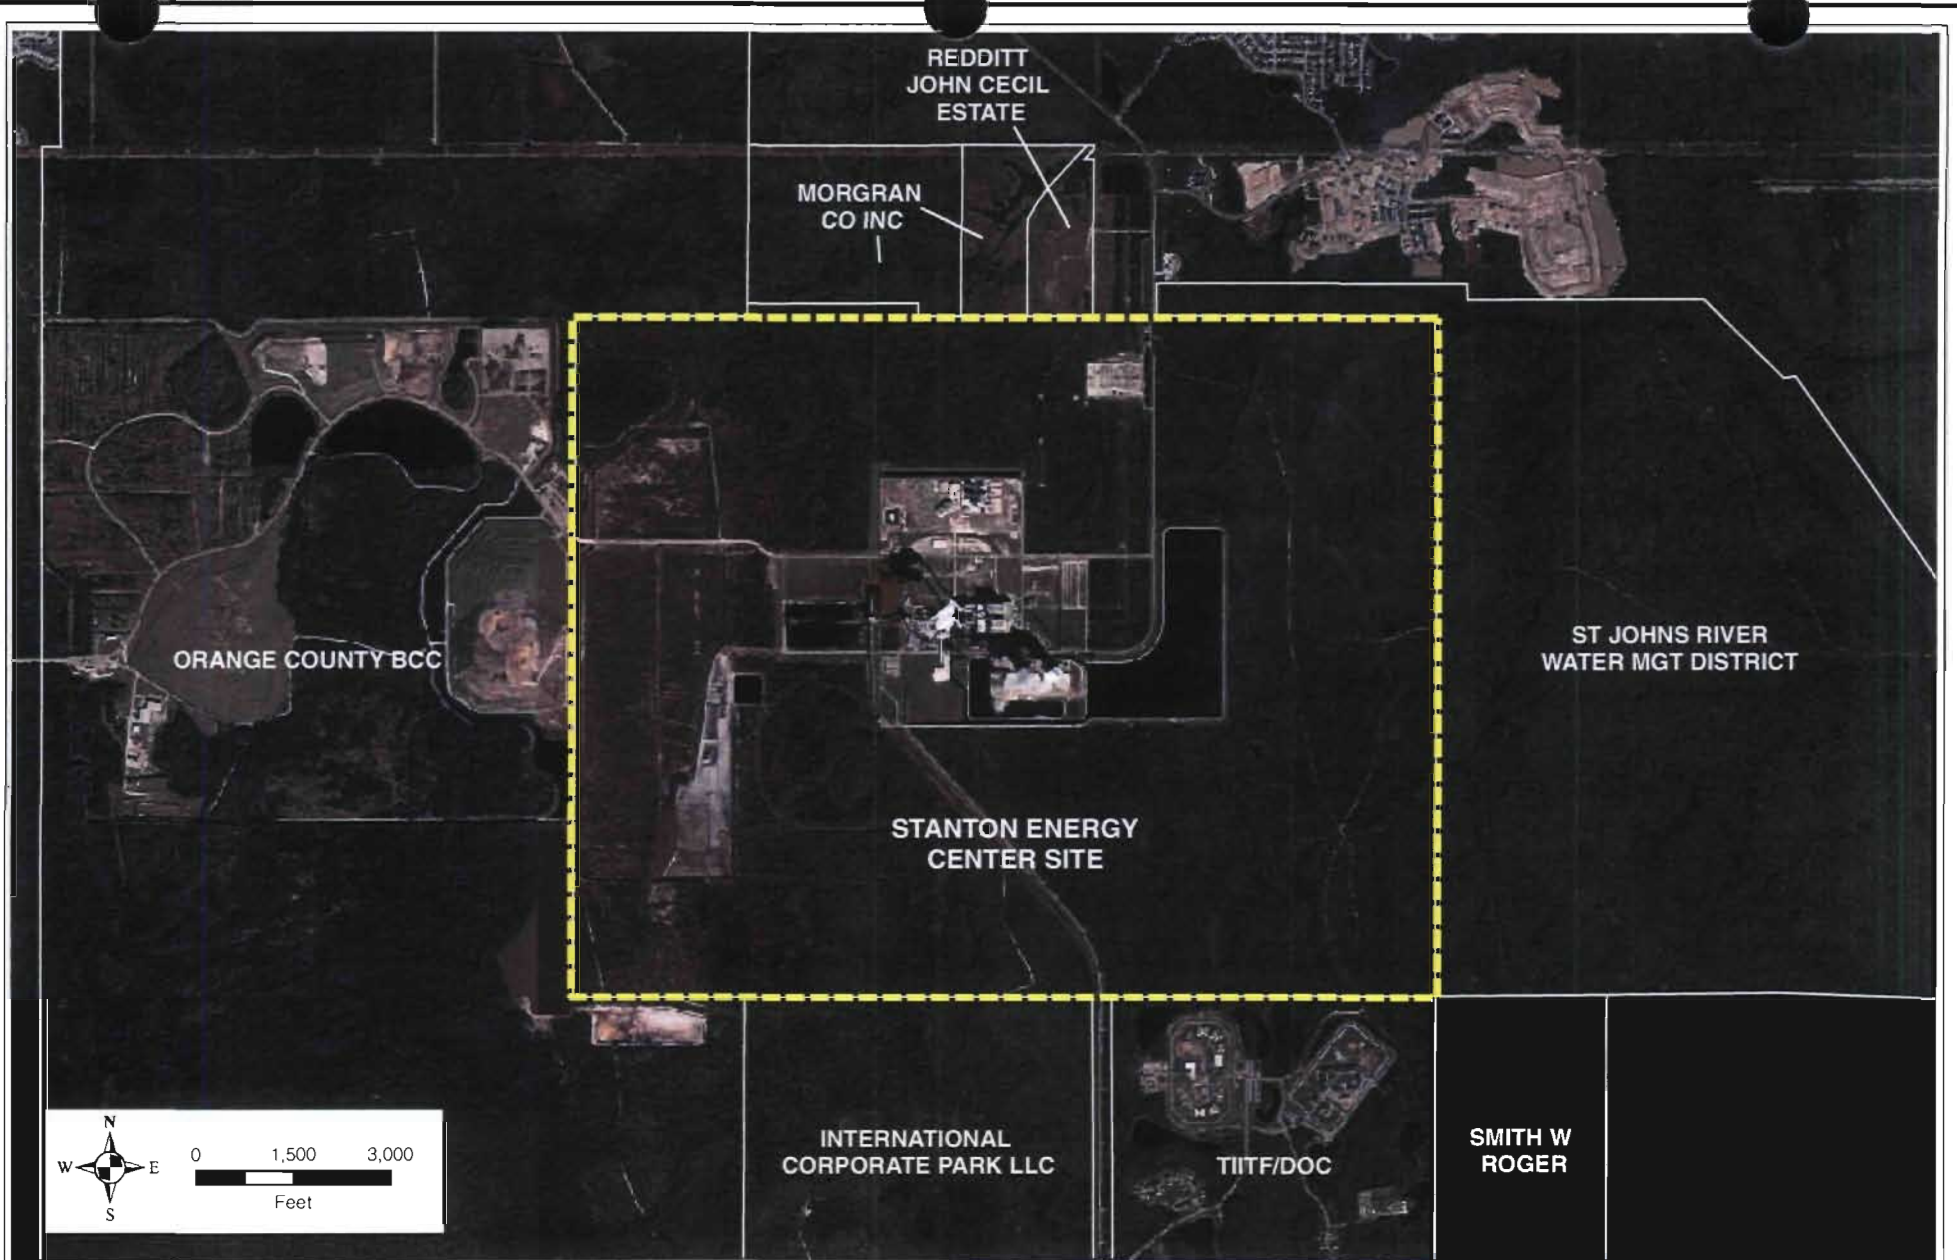 REDDITT
JOHN CECIL
ESTATE
MORGRAN
CO INC
ORANGE COUNTY BCC
ST JOHNS RIVER
WATER MGT DISTRICT
STANTON ENERGY
CENTER SITE
INTERNATIONAL
CORPORATE PARK LLC
TIITF/DOC
SMITH W
ROGER
N
W E
S
0 1,500 3,000
Feet